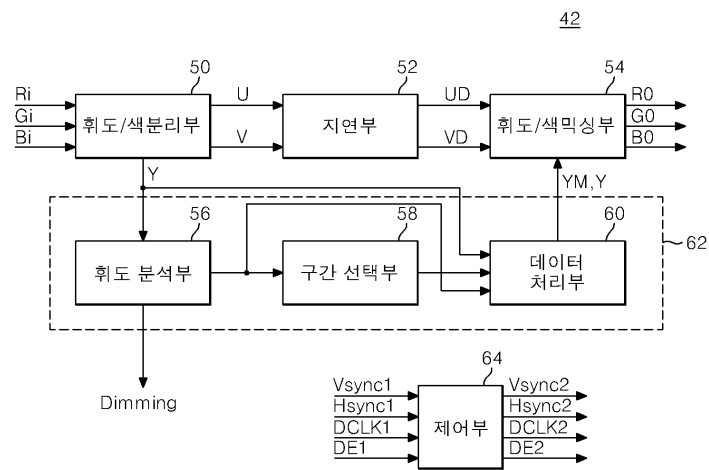 42
50
52
54
Ri
Gi
Bi
휘도/색분리부
U
V
지연부
UD
VD
휘도/색믹싱부
R0
G0
B0
Y
YM,Y
56
58
60
62
휘도 분석부
구간 선택부
데이터
처리부
Dimming
64
Vsync1
Hsync1
DCLK1
DE1
제어부
Vsync2
Hsync2
DCLK2
DE2